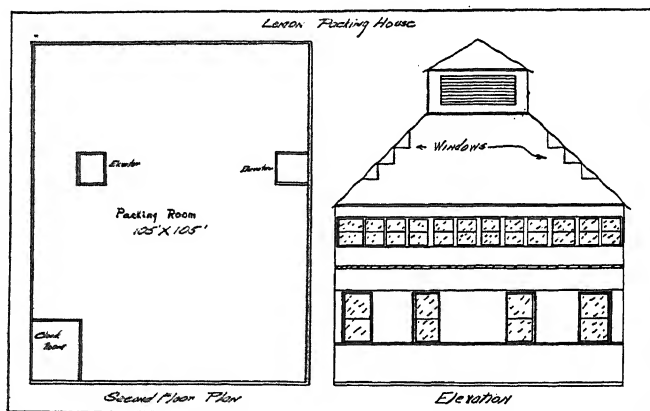 Lemon Packing House
Elevator
Elevator
Packing Room
105' X 105'
Cloak
Room
Second Floor Plan
Windows
Elevation